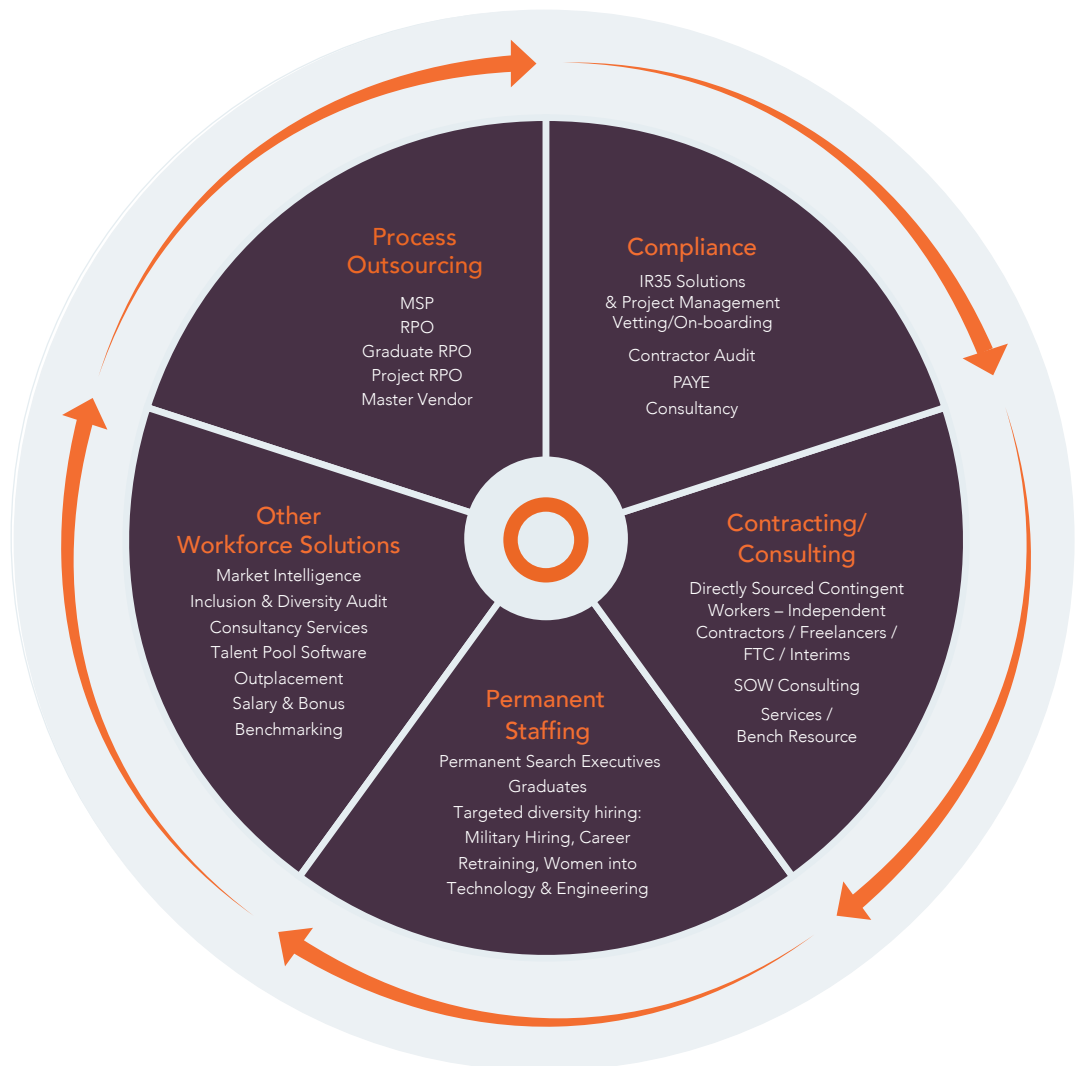 Process
Outsourcing
MSP
RPO
Graduate RPO
Project RPO
Master Vendor
Compliance
IR35 Solutions
& Project Management
Vetting/On-boarding
Contractor Audit
PAYE
Consultancy
Contracting/
Consulting
Directly Sourced Contingent
Workers – Independent
Contractors / Freelancers /
FTC / Interims
SOW Consulting
Services /
Bench Resource
Permanent
Staffing
Permanent Search Executives
Graduates
Targeted diversity hiring:
Military Hiring, Career
Retraining, Women into
Technology & Engineering
Other
Workforce Solutions
Market Intelligence
Inclusion & Diversity Audit
Consultancy Services
Talent Pool Software
Outplacement
Salary & Bonus
Benchmarking